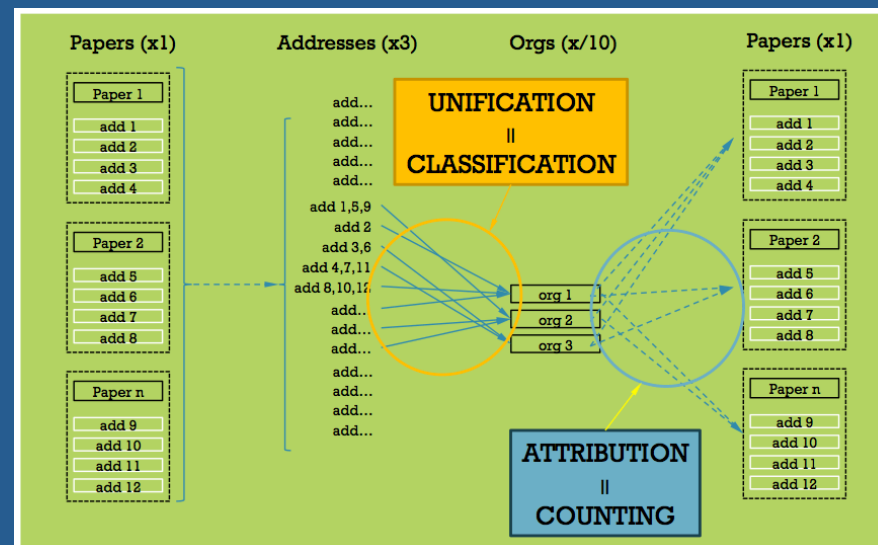 Papers (x1)
Addresses (x3)
Orgs (x/10)
Papers (x1)
Paper 1
add 1
add 2
add 3
add 4
Paper 2
add 5
add 6
add 7
add 8
Paper n
add 9
add 10
add 11
add 12
add...
add...
add...
add...
add...
add 1,5,9
add 2
add 3,6
add 4,7,11
add 8,10,12
add...
add...
add...
add...
add...
add...
add...
UNIFICATION
=
CLASSIFICATION
org 1
org 2
org 3
ATTRIBUTION
=
COUNTING
Paper 1
add 1
add 2
add 3
add 4
Paper 2
add 5
add 6
add 7
add 8
Paper n
add 9
add 10
add 11
add 12